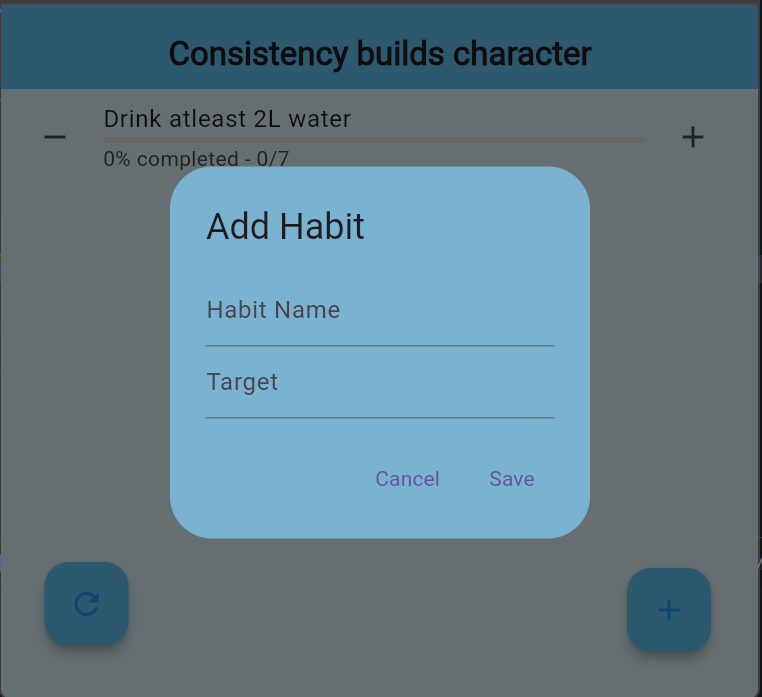 Consistency builds character
Drink atleast 2L water
0% completed - 0/7
Add Habit
Habit Name
Target
Cancel Save